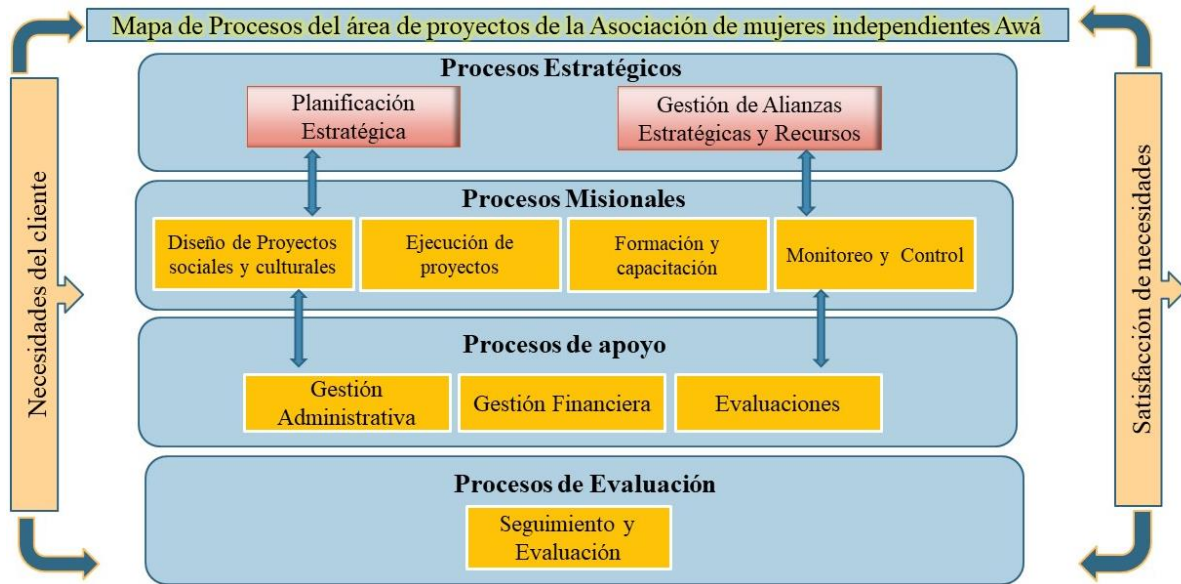 Mapa de Procesos del área de proyectos de la Asociación de mujeres independientes Awá
Necesidades del cliente
Procesos Estratégicos
Planificación
Estratégica
Gestión de Alianzas
Estratégicas y Recursos
Procesos Misionales
Diseño de Proyectos
sociales y culturales
Ejecución de
proyectos
Formación y
capacitación
Monitoreo y Control
Procesos de apoyo
Gestión
Administrativa
Gestión Financiera
Evaluaciones
Procesos de Evaluación
Seguimiento y
Evaluación
Satisfacción de necesidades